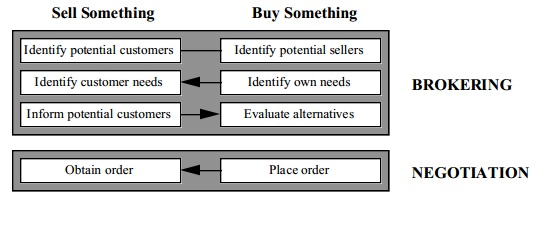 Sell Something
Buy Something
Identify potential customers
Identify potential sellers
Identify customer needs
Identify own needs
BROKERING
Inform potential customers
Evaluate alternatives
Obtain order
Place order
NEGOTIATION